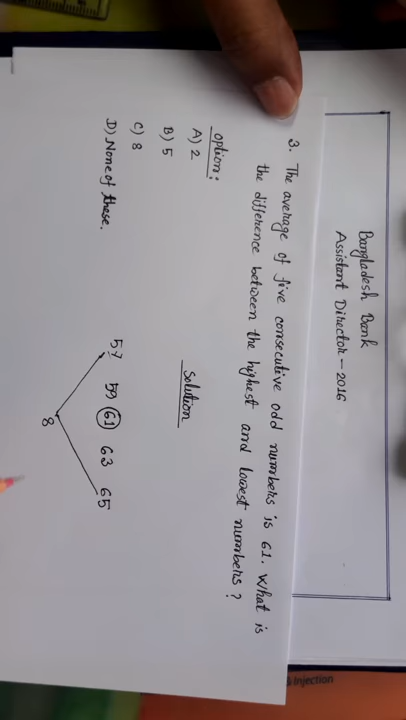 Bangladesh Bank
Assistant Director - 2016
3. The average of five consecutive odd numbers is 61. What is
the difference between the highest and lowest numbers?
option:
A) 2
B) 5
C) 8
D) None of these.
Solution
57 59 61 63 65
8
Injection